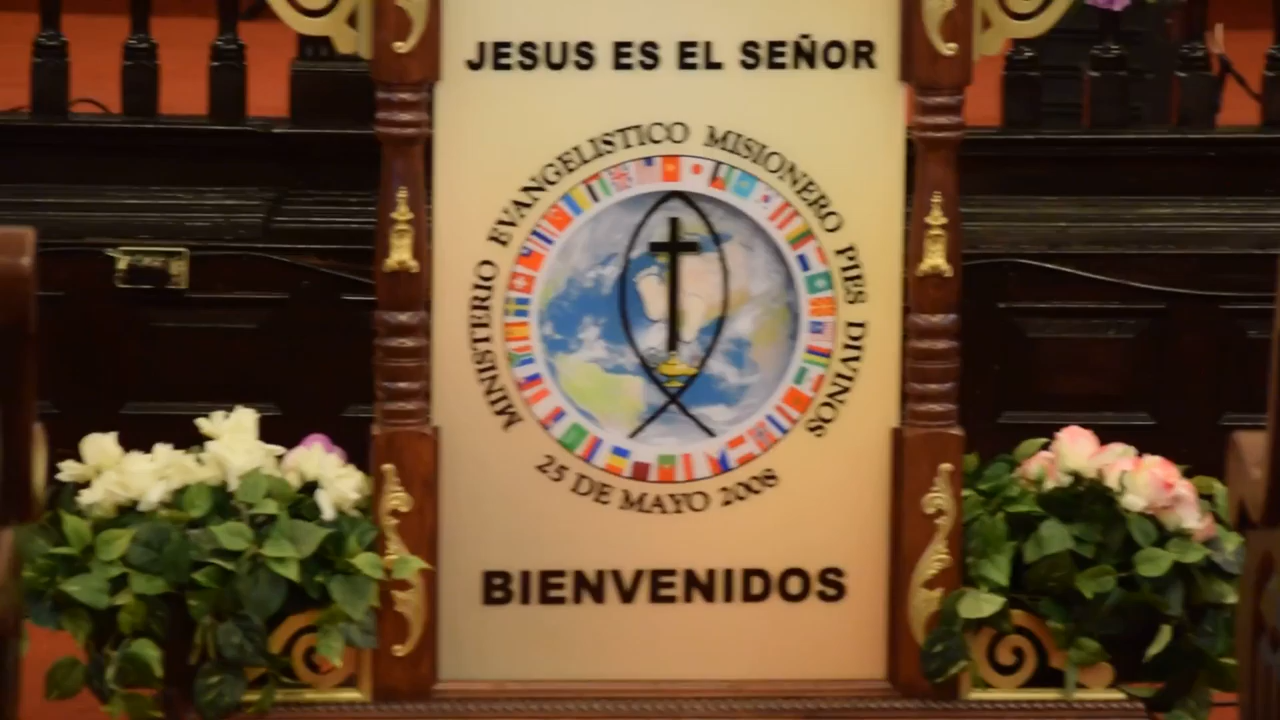 JESUS ES EL SEÑOR
MINISTERIO EVANGELISTICO MISIONERO PIES DIVINOS
25 DE MAYO 2008
BIENVENIDOS